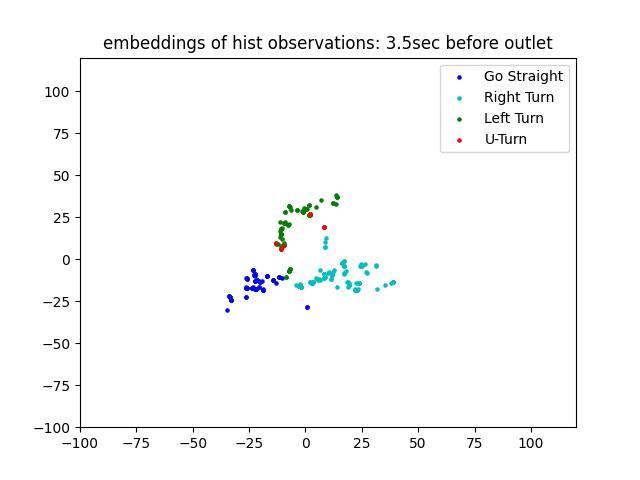 embeddings of hist observations: 3.5sec before outlet
Go Straight
Right Turn
Left Turn
U-Turn
100
75
50
25
0
−25
−50
−75
−100
−100 −75 −50 −25 0 25 50 75 100